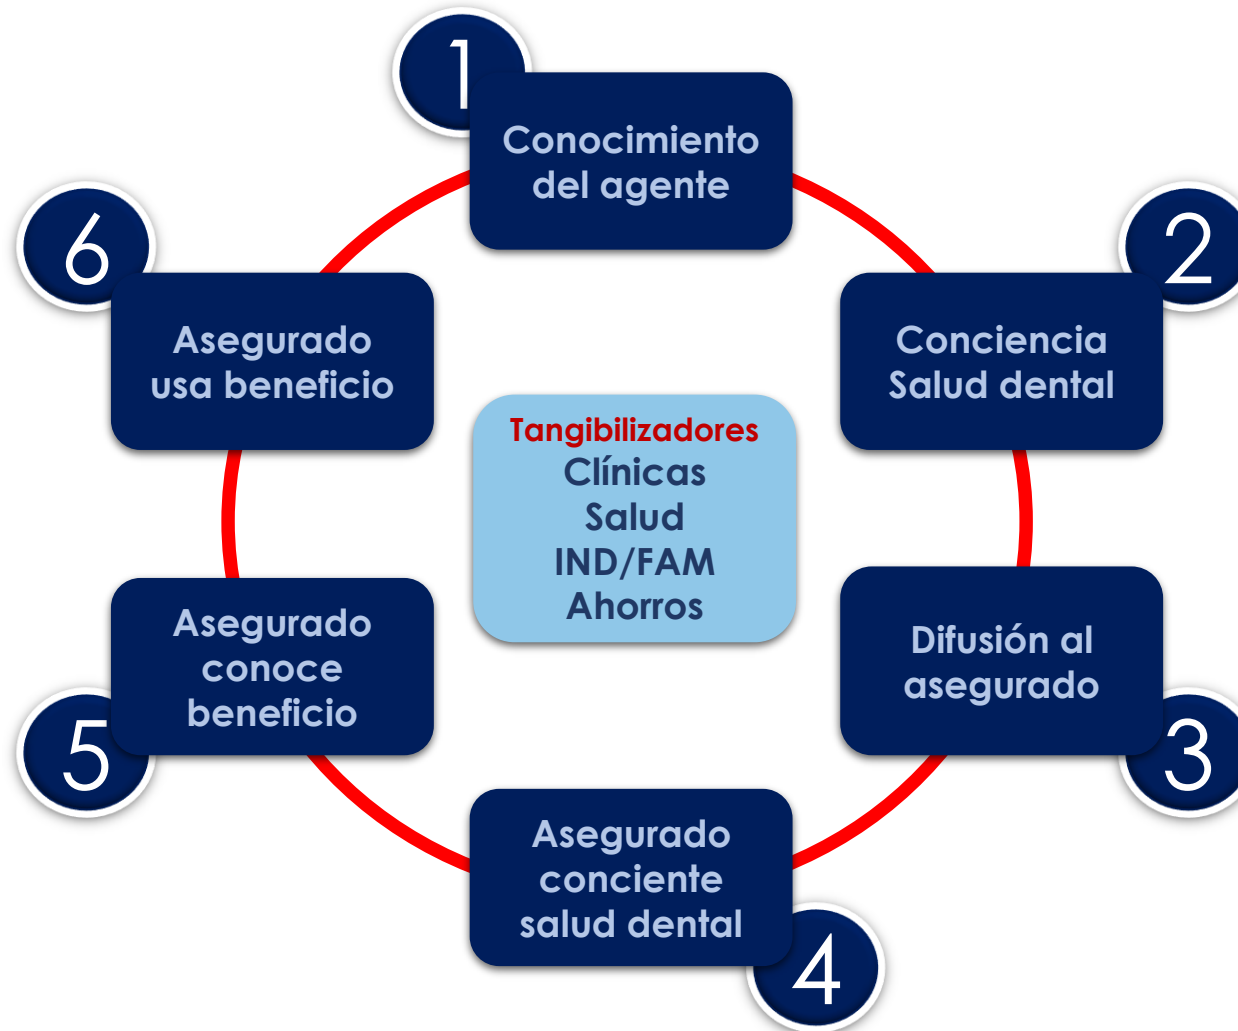 1
Conocimiento
del agente
2
Conciencia
Salud dental
3
Difusión al
asegurado
4
Asegurado
conciente
salud dental
5
Asegurado
conoce
beneficio
6
Asegurado
usa beneficio
Tangibilizadores
Clínicas
Salud
IND/FAM
Ahorros